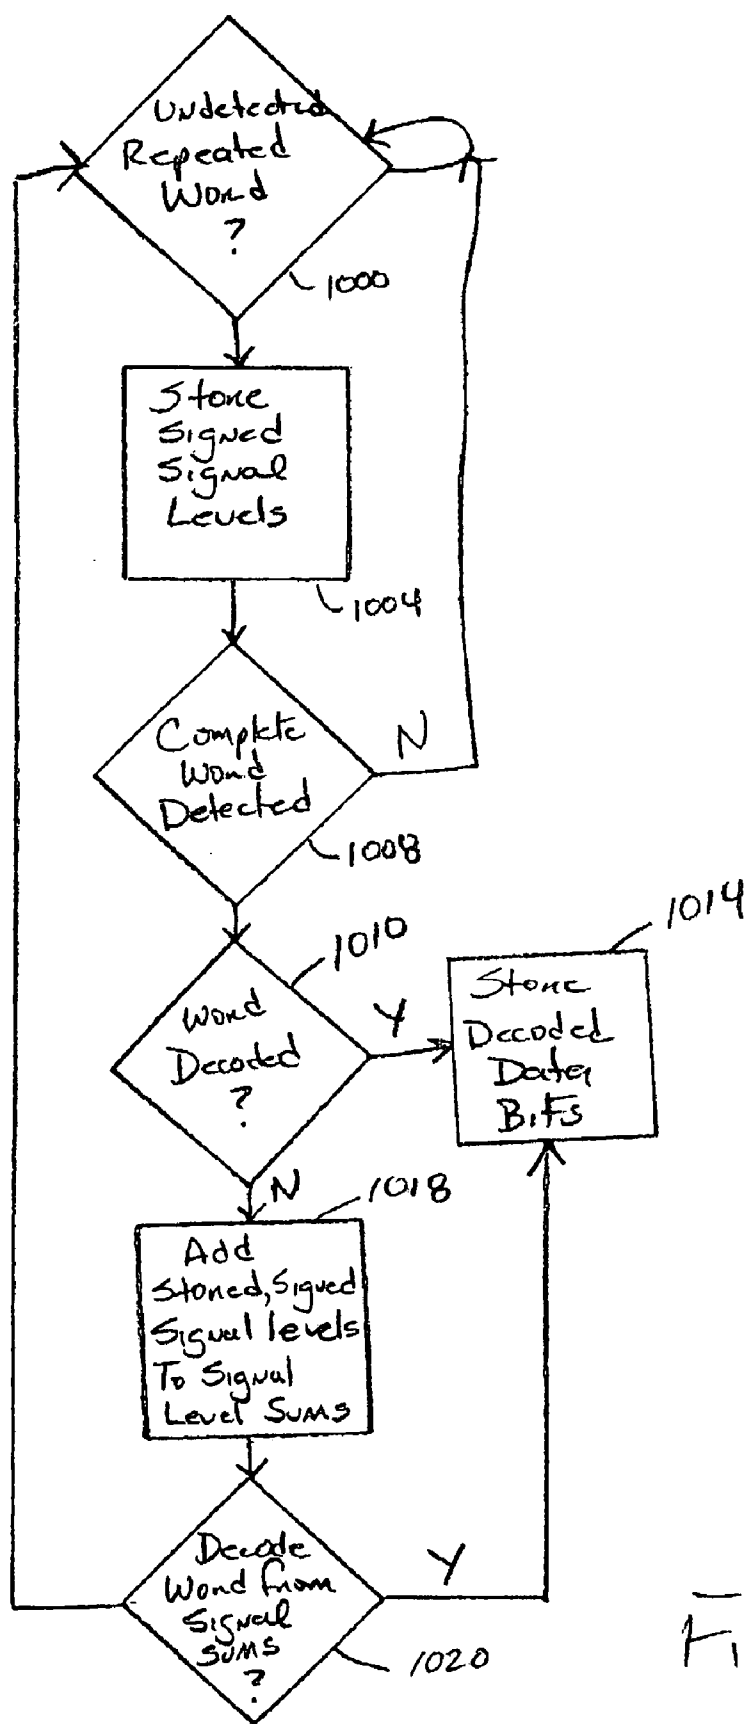 Undetected
Repeated
Word
?
1000
Store
Signed
Signal
Levels
1004
Complete
Word
Detected
N
1008
1010
Word
Decoded
?
Y
1014
Store
Decoded
Data
Bits
N
1018
Add
Stored, Signed
Signal levels
To Signal
Level Sums
Decode
Word from
Signal
Sums
?
Y
1020